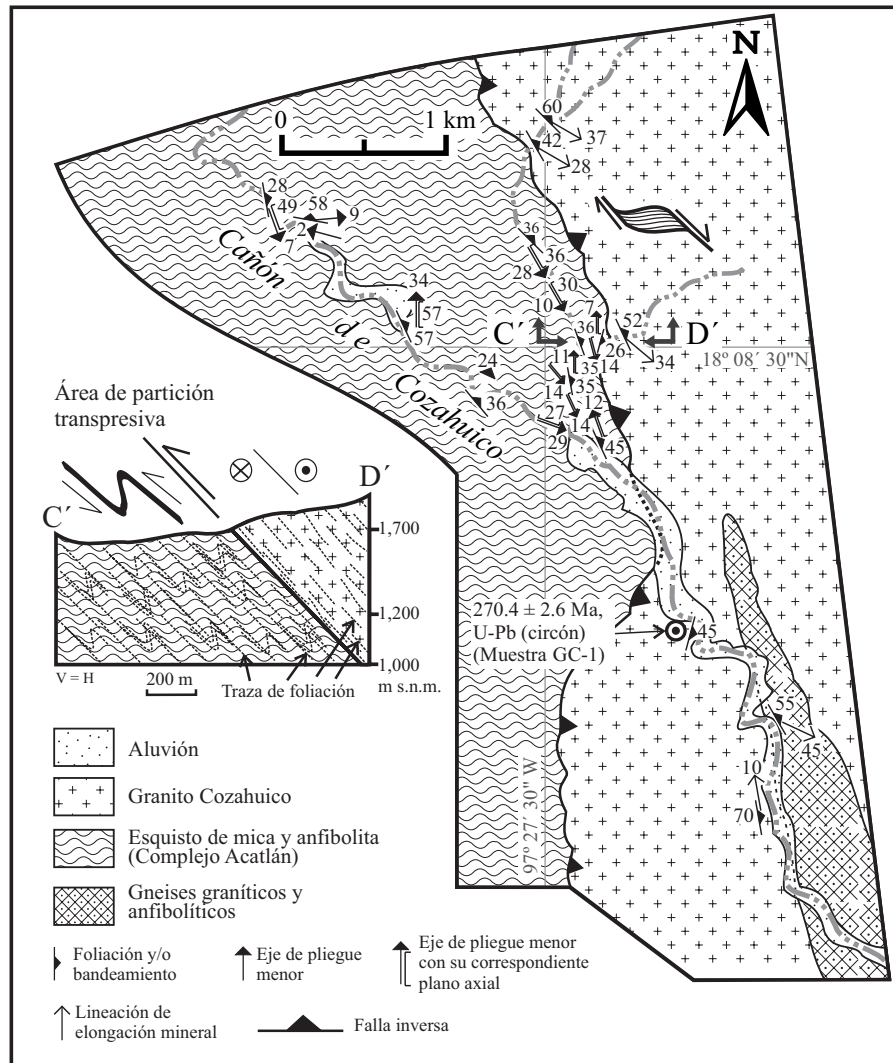 N
0 1 km
60
37
42
28
28
49
58
9
2
7
Cañón
de
Cozahuico
36
36
28
30
10
34
57
57
7
36
52
C´
D´
11
26
14
34
18º 08´ 30"N
24
35
14
35
36
12
27
14
29
45
Área de partición
transpresiva
C´
D´
1,700
1,200
1,000
m s.n.m.
V = H
200 m
Traza de foliación
270.4 ± 2.6 Ma,
U-Pb (circón)
(Muestra GC-1)
45
55
45
10
70
97º 27´ 30" W
Aluvión
Granito Cozahuico
Esquisto de mica y anfibolita
(Complejo Acatlán)
Gneises graníticos y
anfibolíticos
Foliación y/o
bandeamiento
Eje de pliegue
menor
Eje de pliegue menor
con su correspondiente
plano axial
Lineación de
elongación mineral
Falla inversa